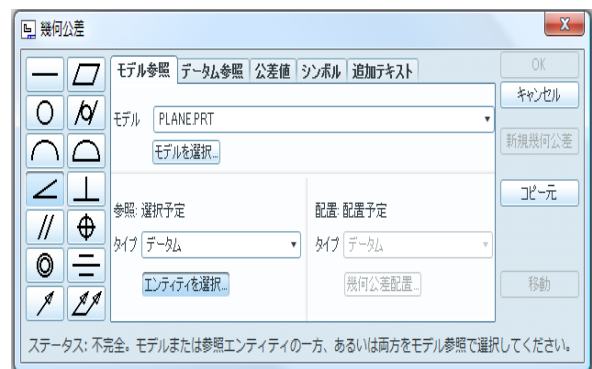 幾何公差
モデル参照 データム参照 公差値 シンボル 追加テキスト
OK
キャンセル
モデル PLANE.PRT
新規幾何公差
モデルを選択...
コピー元
参照: 選択予定
配置: 配置予定
タイプ データム
タイプ データム
エンティティを選択...
幾何公差配置...
移動
ステータス: 不完全。モデルまたは参照エンティティの一方、あるいは両方をモデル参照で選択してください。